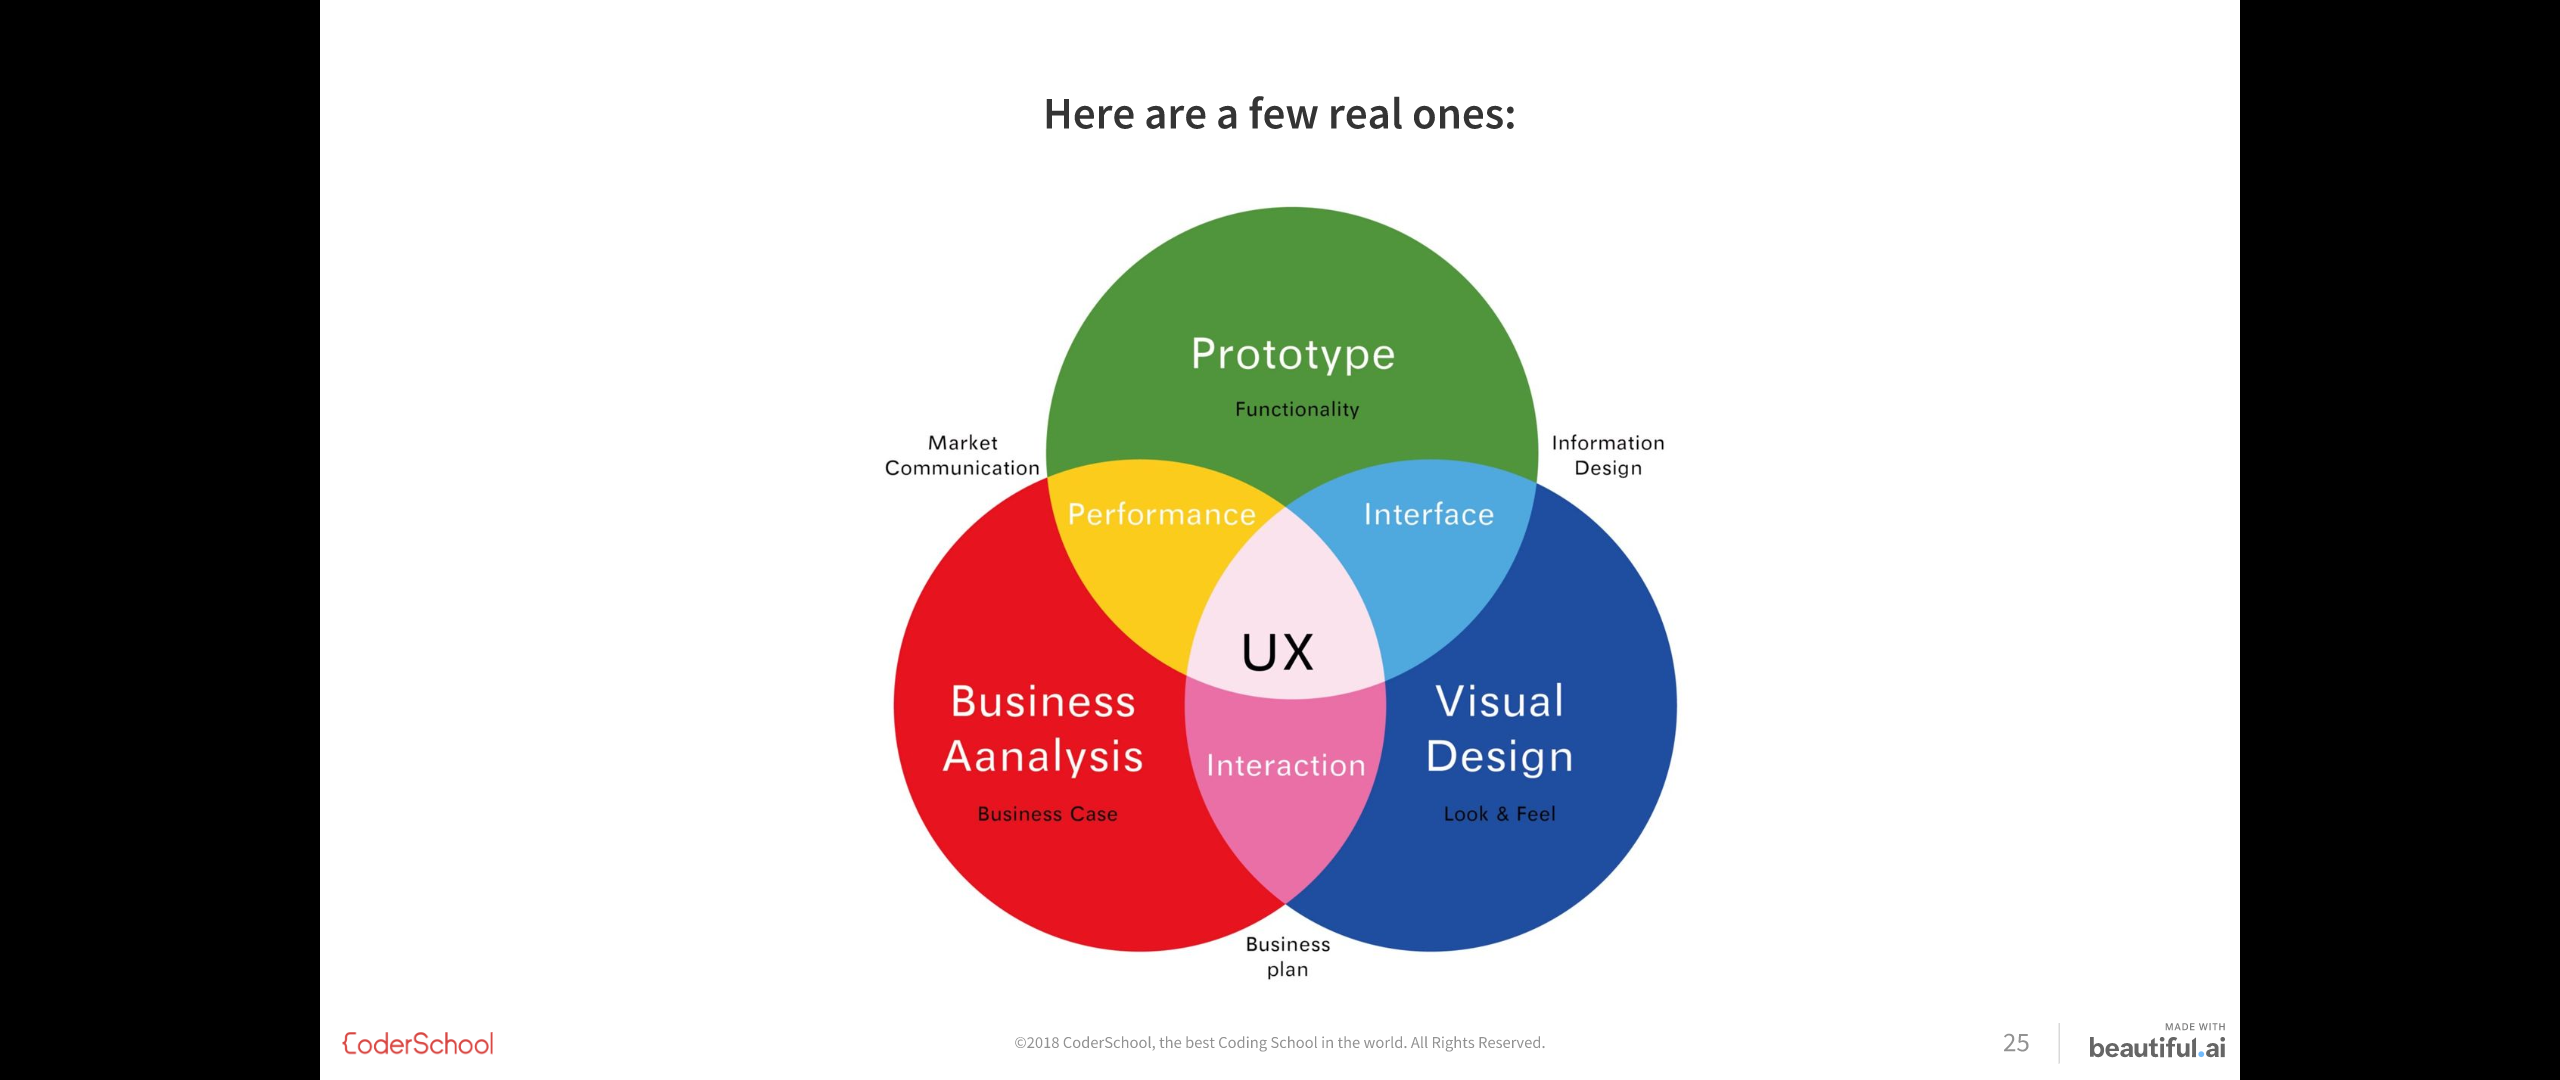 Here are a few real ones:
Prototype
Functionality
Market
Communication
Information
Design
Performance
Interface
UX
Business
Aanalysis
Business Case
Interaction
Visual
Design
Look & Feel
Business
plan
CoderSchool
©2018 CoderSchool, the best Coding School in the world. All Rights Reserved.
25
MADE WITH
beautiful.ai